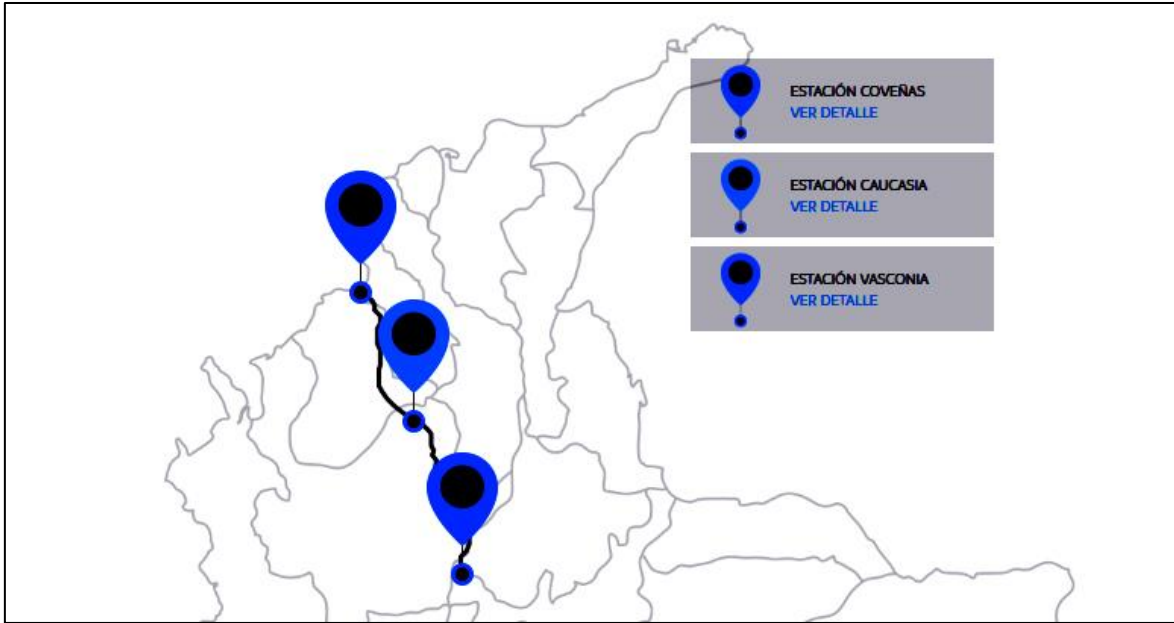 ESTACIÓN COVEÑAS
VER DETALLE
ESTACIÓN CAUCASIA
VER DETALLE
ESTACIÓN VASCONIA
VER DETALLE